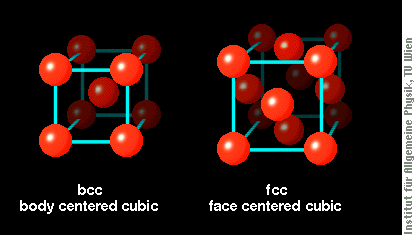 bcc
body centered cubic
fcc
face centered cubic
Institut für Allgemeine Physik, TU Wien